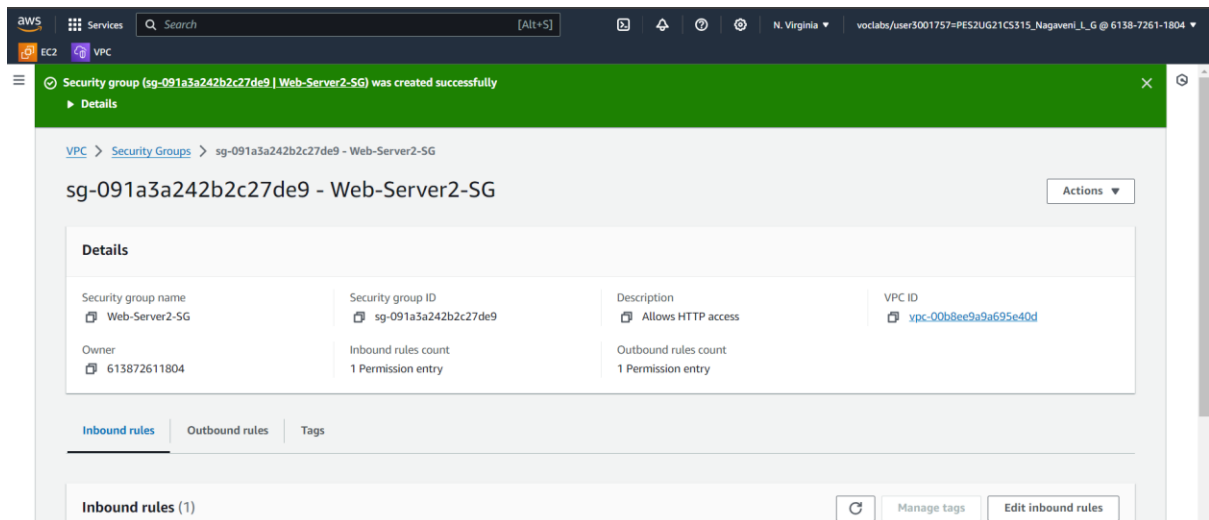 aws Services Search [Alt+S] N. Virginia ▼ voclabs/user3001757=PES2UG21CS315_Nagaveni_L_G @ 6138-7261-1804 ▼
EC2 VPC
Security group (sg-091a3a242b2c27de9 | Web-Server2-SG) was created successfully
▶ Details
VPC > Security Groups > sg-091a3a242b2c27de9 - Web-Server2-SG
sg-091a3a242b2c27de9 - Web-Server2-SG
Actions ▼
Details
Security group name Security group ID Description VPC ID
Web-Server2-SG sg-091a3a242b2c27de9 Allows HTTP access vpc-00b8ee9a9a695e40d
Owner Inbound rules count Outbound rules count
613872611804 1 Permission entry 1 Permission entry
Inbound rules Outbound rules Tags
Inbound rules (1) Manage tags Edit inbound rules